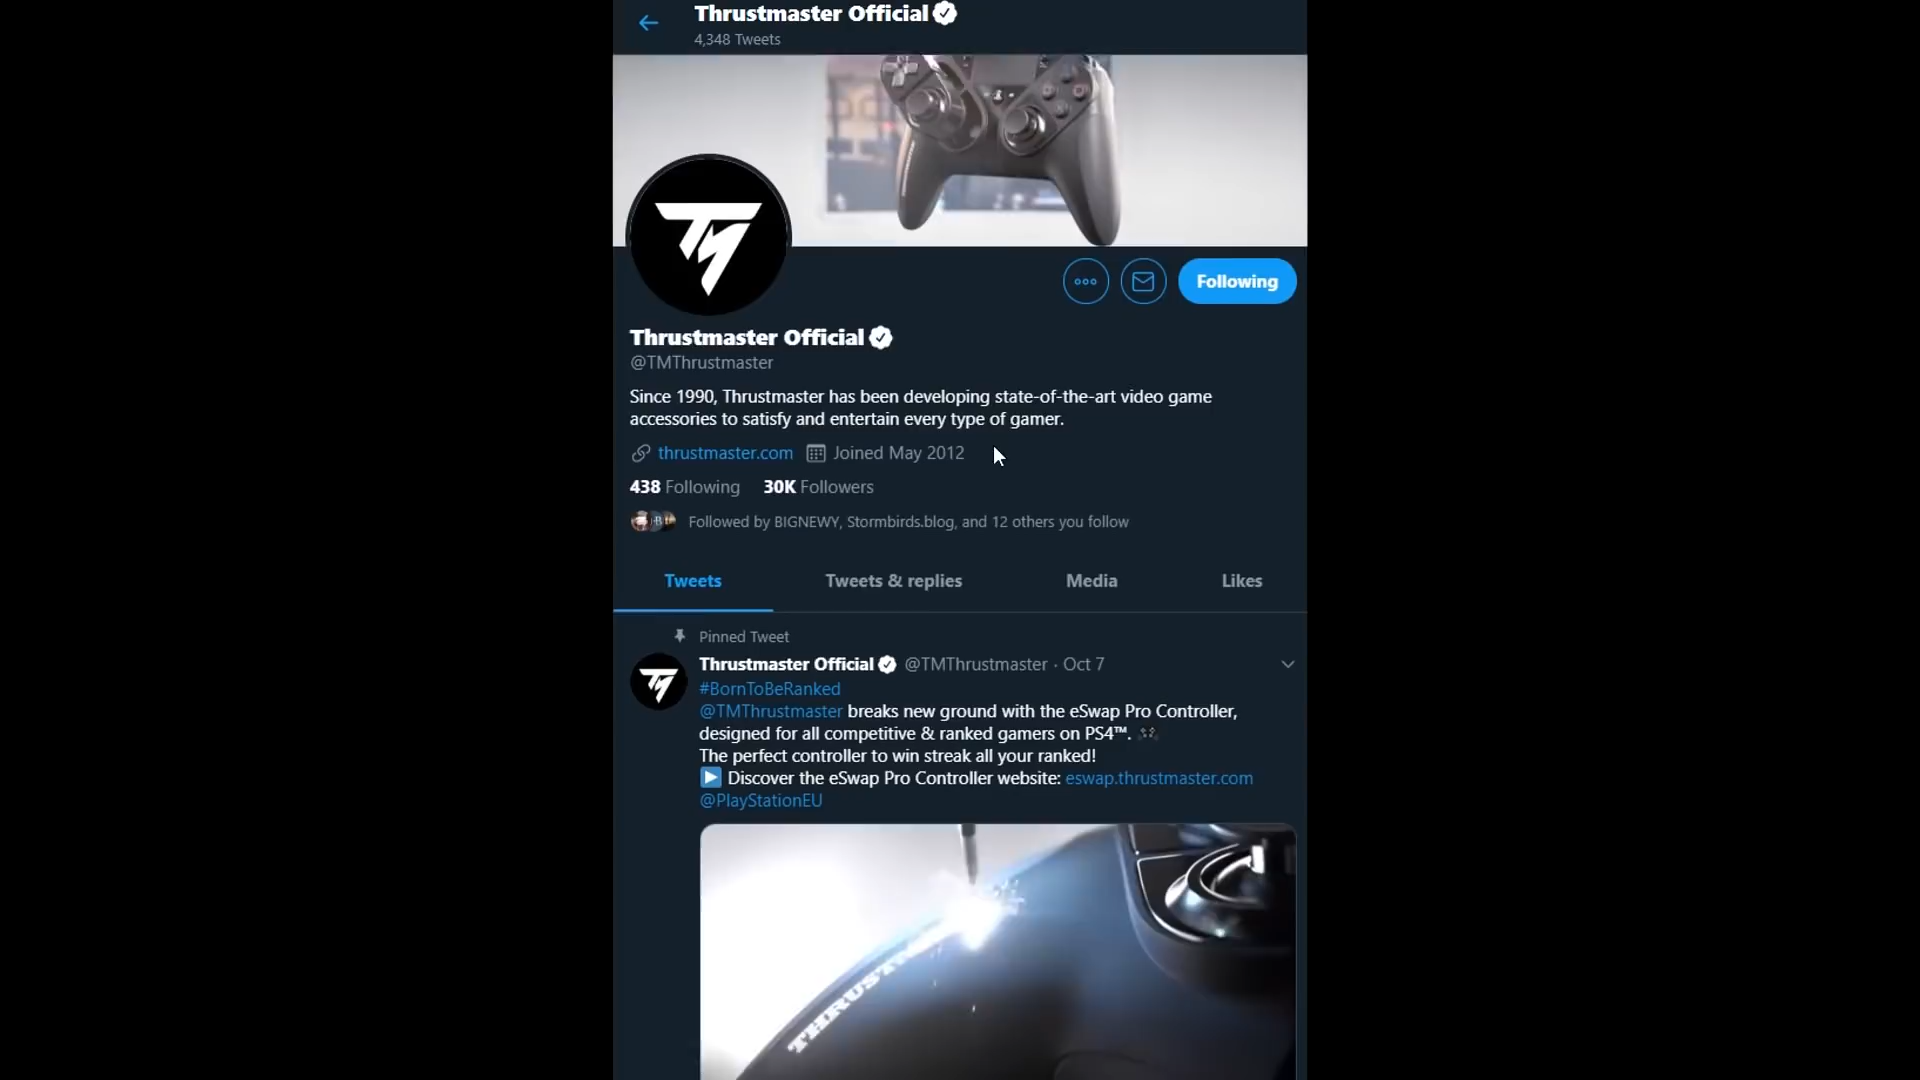 Thrustmaster Official
4,348 Tweets
Following
Thrustmaster Official
@TMThrustmaster
Since 1990, Thrustmaster has been developing state-of-the-art video game
accessories to satisfy and entertain every type of gamer.
thrustmaster.com Joined May 2012
438 Following 30K Followers
Followed by BIGNEWY, Stormbirds.blog, and 12 others you follow
Tweets Tweets & replies Media Likes
Pinned Tweet
Thrustmaster Official @TMThrustmaster · Oct 7
#BornToBeRanked
@TMThrustmaster breaks new ground with the eSwap Pro Controller,
designed for all competitive & ranked gamers on PS4™. 🎮
The perfect controller to win streak all your ranked!
▶ Discover the eSwap Pro Controller website: eswap.thrustmaster.com
@PlayStationEU